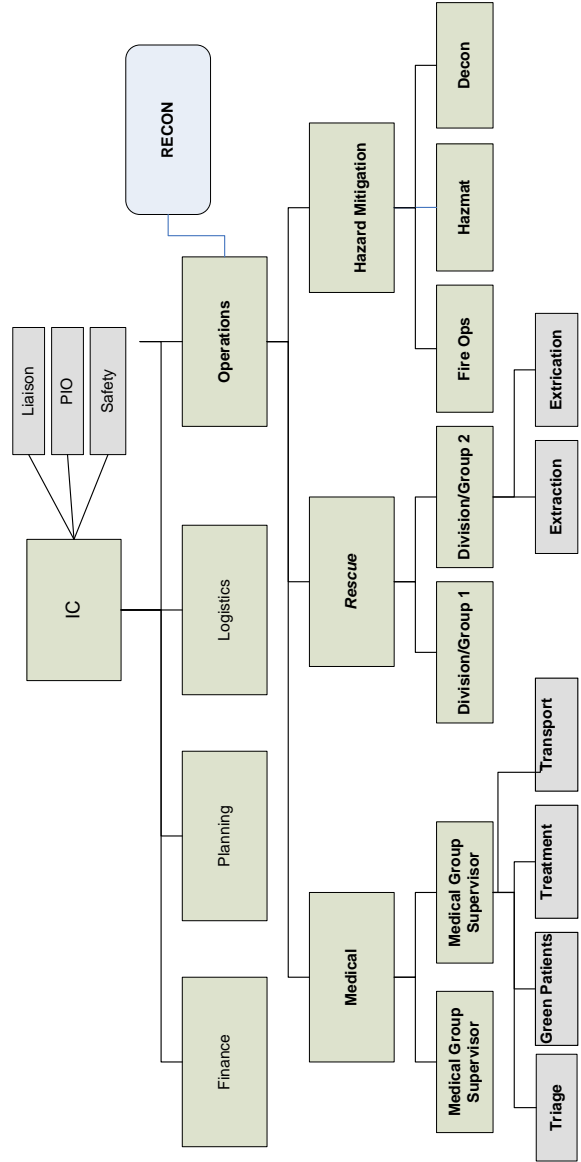 Liaison
PIO
Safety
IC
RECON
Finance
Planning
Logistics
Operations
Medical
Rescue
Hazard Mitigation
Medical Group
Supervisor
Medical Group
Supervisor
Division/Group 1
Division/Group 2
Fire Ops
Hazmat
Decon
Triage
Green Patients
Treatment
Transport
Extraction
Extrication